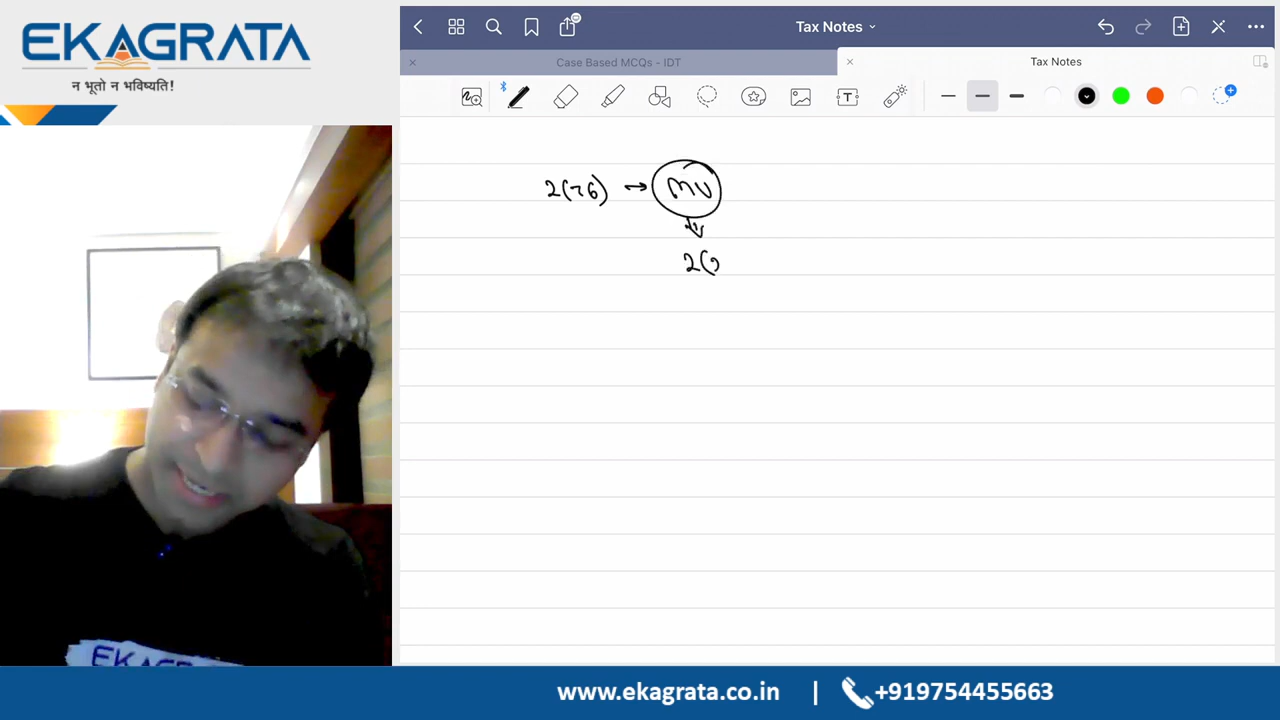 EKAGRATA
न भूतो न भविष्यति!
Tax Notes
Case Based MCQs - IDT
Tax Notes
T
2(76) → MV
2(
EKAGRATA
www.ekagrata.co.in | +919754455663